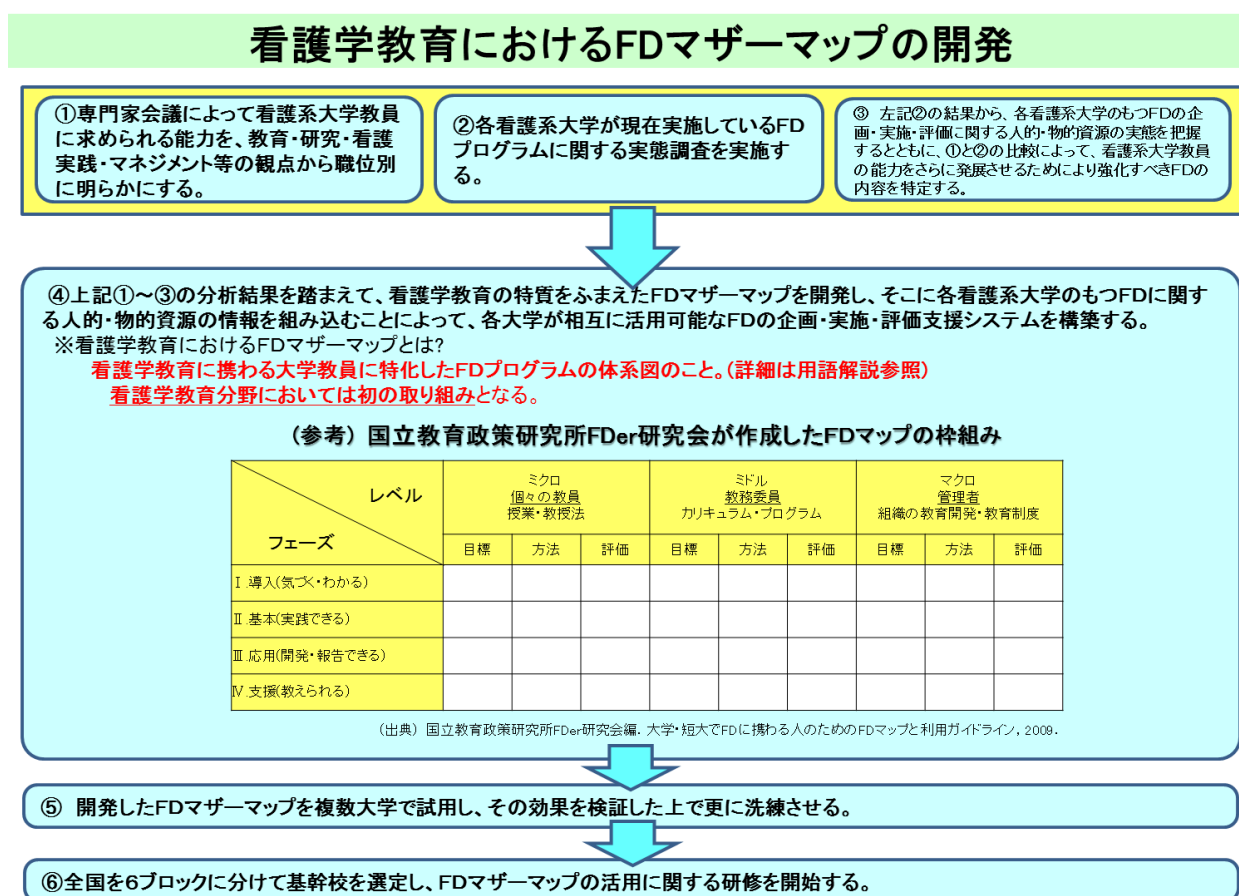 看護学教育におけるFDマザーマップの開発
①専門家会議によって看護系大学教員
に求められる能力を、教育・研究・看護
実践・マネジメント等の観点から職位別
に明らかにする。
②各看護系大学が現在実施しているFD
プログラムに関する実態調査を実施す
る。
③ 左記②の結果から、各看護系大学のもつFDの企
画・実施・評価に関する人的・物的資源の実態を把握
するとともに、①と②の比較によって、看護系大学教員
の能力をさらに発展させるためにより強化すべきFDの
内容を特定する。
④上記①～③の分析結果を踏まえて、看護学教育の特質をふまえたFDマザーマップを開発し、そこに各看護系大学のもつFDに関す
る人的・物的資源の情報を組み込むことによって、各大学が相互に活用可能なFDの企画・実施・評価支援システムを構築する。
※看護学教育におけるFDマザーマップとは?
看護学教育に携わる大学教員に特化したFDプログラムの体系図のこと。(詳細は用語解説参照)
看護学教育分野においては初の取り組みとなる。
(参考) 国立教育政策研究所FDer研究会が作成したFDマップの枠組み
レベル
フェーズ
ミクロ
個々の教員
授業・教授法
ミドル
教務委員
カリキュラム・プログラム
マクロ
管理者
組織の教育開発・教育制度
目標 方法 評価 目標 方法 評価 目標 方法 評価
Ⅰ.導入(気づく・わかる)
Ⅱ.基本(実践できる)
Ⅲ.応用(開発・報告できる)
Ⅳ.支援(教えられる)
(出典) 国立教育政策研究所FDer研究会編. 大学・短大でFDに携わる人のためのFDマップと利用ガイドライン, 2009.
⑤ 開発したFDマザーマップを複数大学で試用し、その効果を検証した上で更に洗練させる。
⑥全国を6ブロックに分けて基幹校を選定し、FDマザーマップの活用に関する研修を開始する。